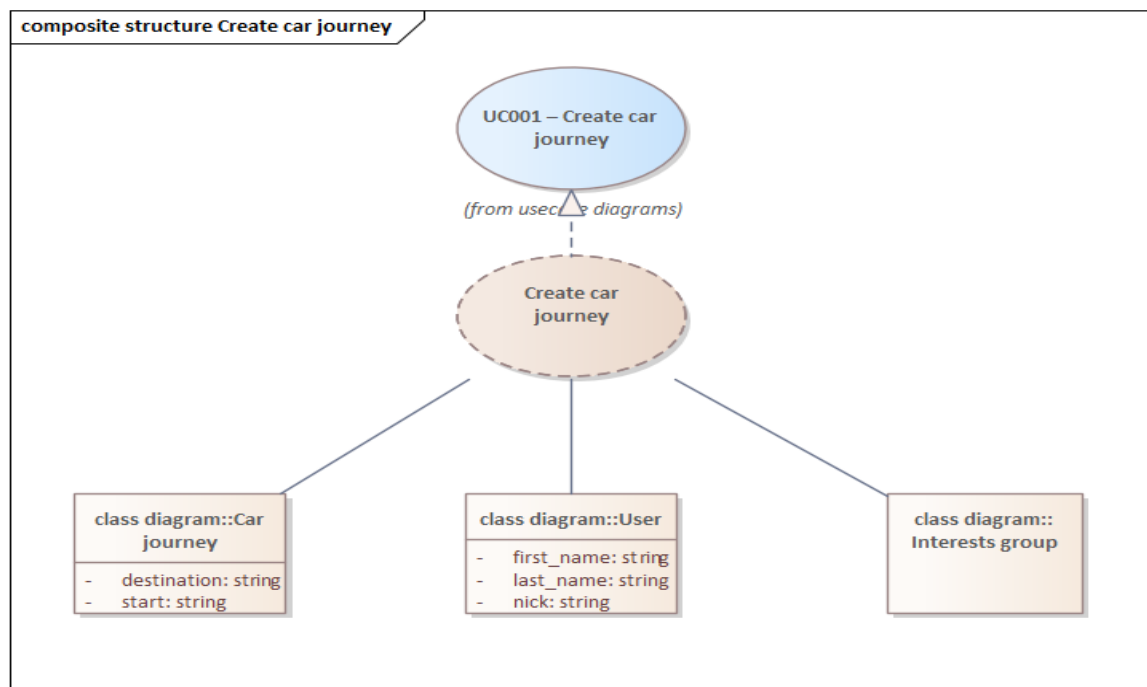 composite structure Create car journey
UC001 – Create car
journey
(from usecase diagrams)
Create car
journey
class diagram::Car
journey
- destination: string
- start: string
class diagram::User
- first_name: string
- last_name: string
- nick: string
class diagram::
Interests group